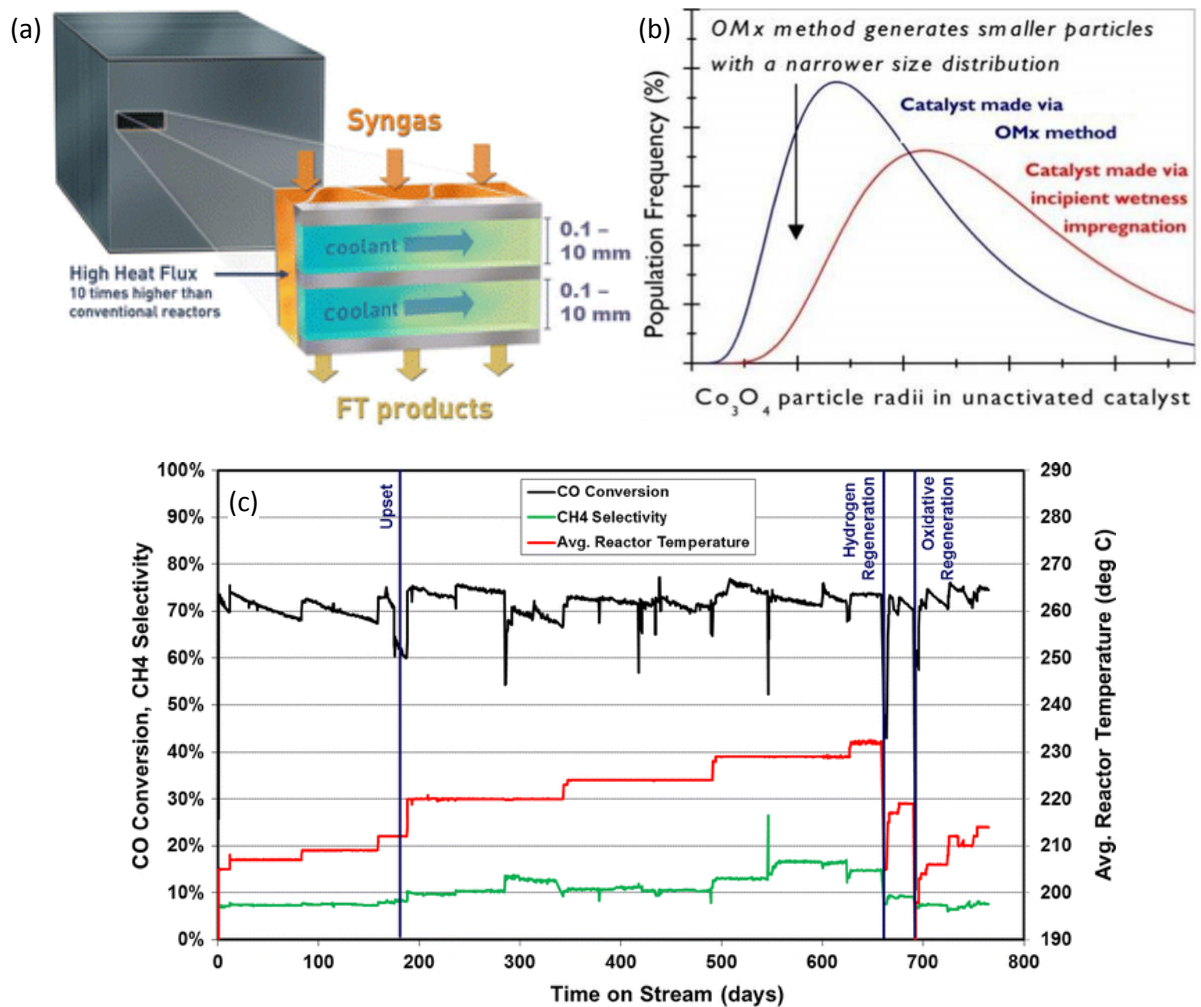 (a)
Syngas
coolant
coolant
0.1 –
10 mm
0.1 –
10 mm
High Heat Flux
10 times higher than
conventional reactors
FT products
(b)
OMx method generates smaller particles
with a narrower size distribution
Catalyst made via
OMx method
Catalyst made via
incipient wetness
impregnation
Population Frequency (%)
Co₃O₄ particle radii in unactivated catalyst
(c)
CO Conversion
CH4 Selectivity
Avg. Reactor Temperature
Upset
Hydrogen
Regeneration
Oxidative
Regeneration
CO Conversion, CH4 Selectivity
100%
90%
80%
70%
60%
50%
40%
30%
20%
10%
0%
290
280
270
260
250
240
230
220
210
200
190
Avg. Reactor Temperature (deg C)
0 100 200 300 400 500 600 700 800
Time on Stream (days)